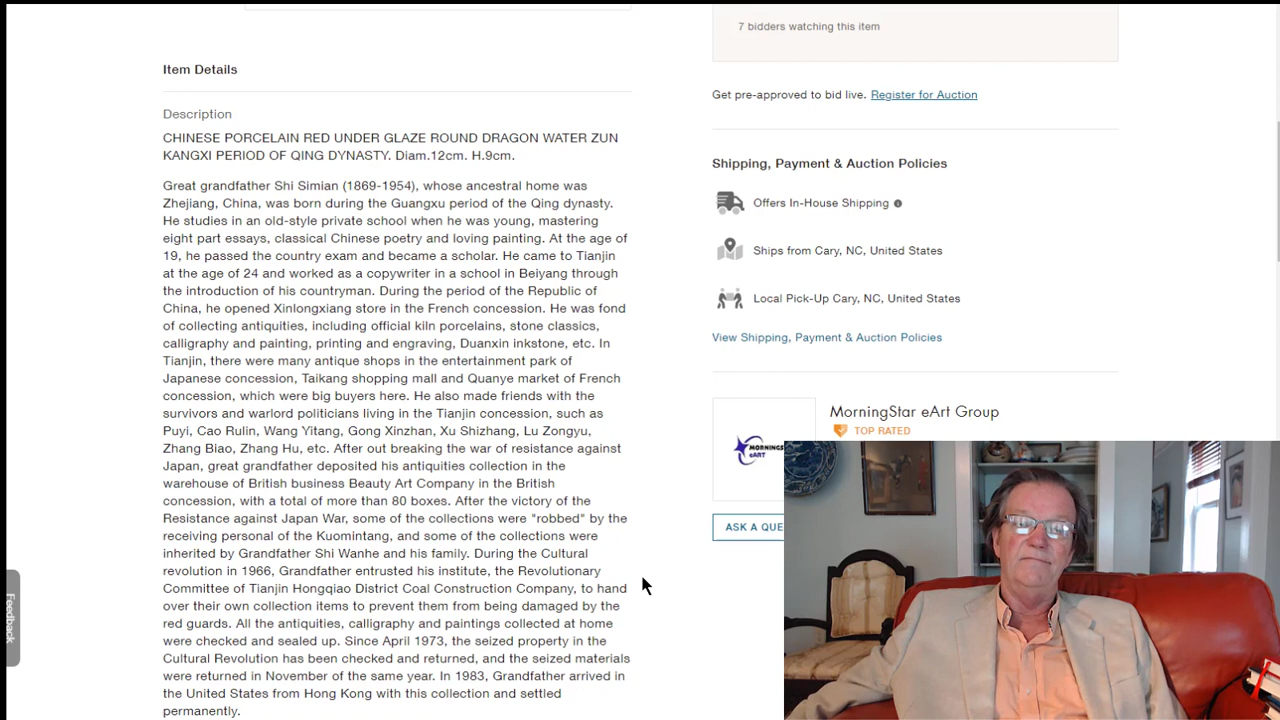 7 bidders watching this item
Item Details
Get pre-approved to bid live. Register for Auction
Description
CHINESE PORCELAIN RED UNDER GLAZE ROUND DRAGON WATER ZUN
KANGXI PERIOD OF QING DYNASTY. Diam.12cm. H.9cm.
Great grandfather Shi Simian (1869-1954), whose ancestral home was
Zhejiang, China, was born during the Guangxu period of the Qing dynasty.
He studies in an old-style private school when he was young, mastering
eight part essays, classical Chinese poetry and loving painting. At the age of
19, he passed the country exam and became a scholar. He came to Tianjin
at the age of 24 and worked as a copywriter in a school in Beiyang through
the introduction of his countryman. During the period of the Republic of
China, he opened Xinlongxiang store in the French concession. He was fond
of collecting antiquities, including official kiln porcelains, stone classics,
calligraphy and painting, printing and engraving, Duanxin inkstone, etc. In
Tianjin, there were many antique shops in the entertainment park of
Japanese concession, Taikang shopping mall and Quanye market of French
concession, which were big buyers here. He also made friends with the
survivors and warlord politicians living in the Tianjin concession, such as
Puyi, Cao Rulin, Wang Yitang, Gong Xinzhan, Xu Shizhang, Lu Zongyu,
Zhang Biao, Zhang Hu, etc. After out breaking the war of resistance against
Japan, great grandfather deposited his antiquities collection in the
warehouse of British business Beauty Art Company in the British
concession, with a total of more than 80 boxes. After the victory of the
Resistance against Japan War, some of the collections were "robbed" by the
receiving personal of the Kuomintang, and some of the collections were
inherited by Grandfather Shi Wanhe and his family. During the Cultural
revolution in 1966, Grandfather entrusted his institute, the Revolutionary
Committee of Tianjin Hongqiao District Coal Construction Company, to hand
over their own collection items to prevent them from being damaged by the
red guards. All the antiquities, calligraphy and paintings collected at home
were checked and sealed up. Since April 1973, the seized property in the
Cultural Revolution has been checked and returned, and the seized materials
were returned in November of the same year. In 1983, Grandfather arrived in
the United States from Hong Kong with this collection and settled
permanently.
Shipping, Payment & Auction Policies
Offers In-House Shipping
Ships from Cary, NC, United States
Local Pick-Up Cary, NC, United States
View Shipping, Payment & Auction Policies
MorningStar eArt Group
TOP RATED
MORNINGS
eART
ASK A QUE
Feedback